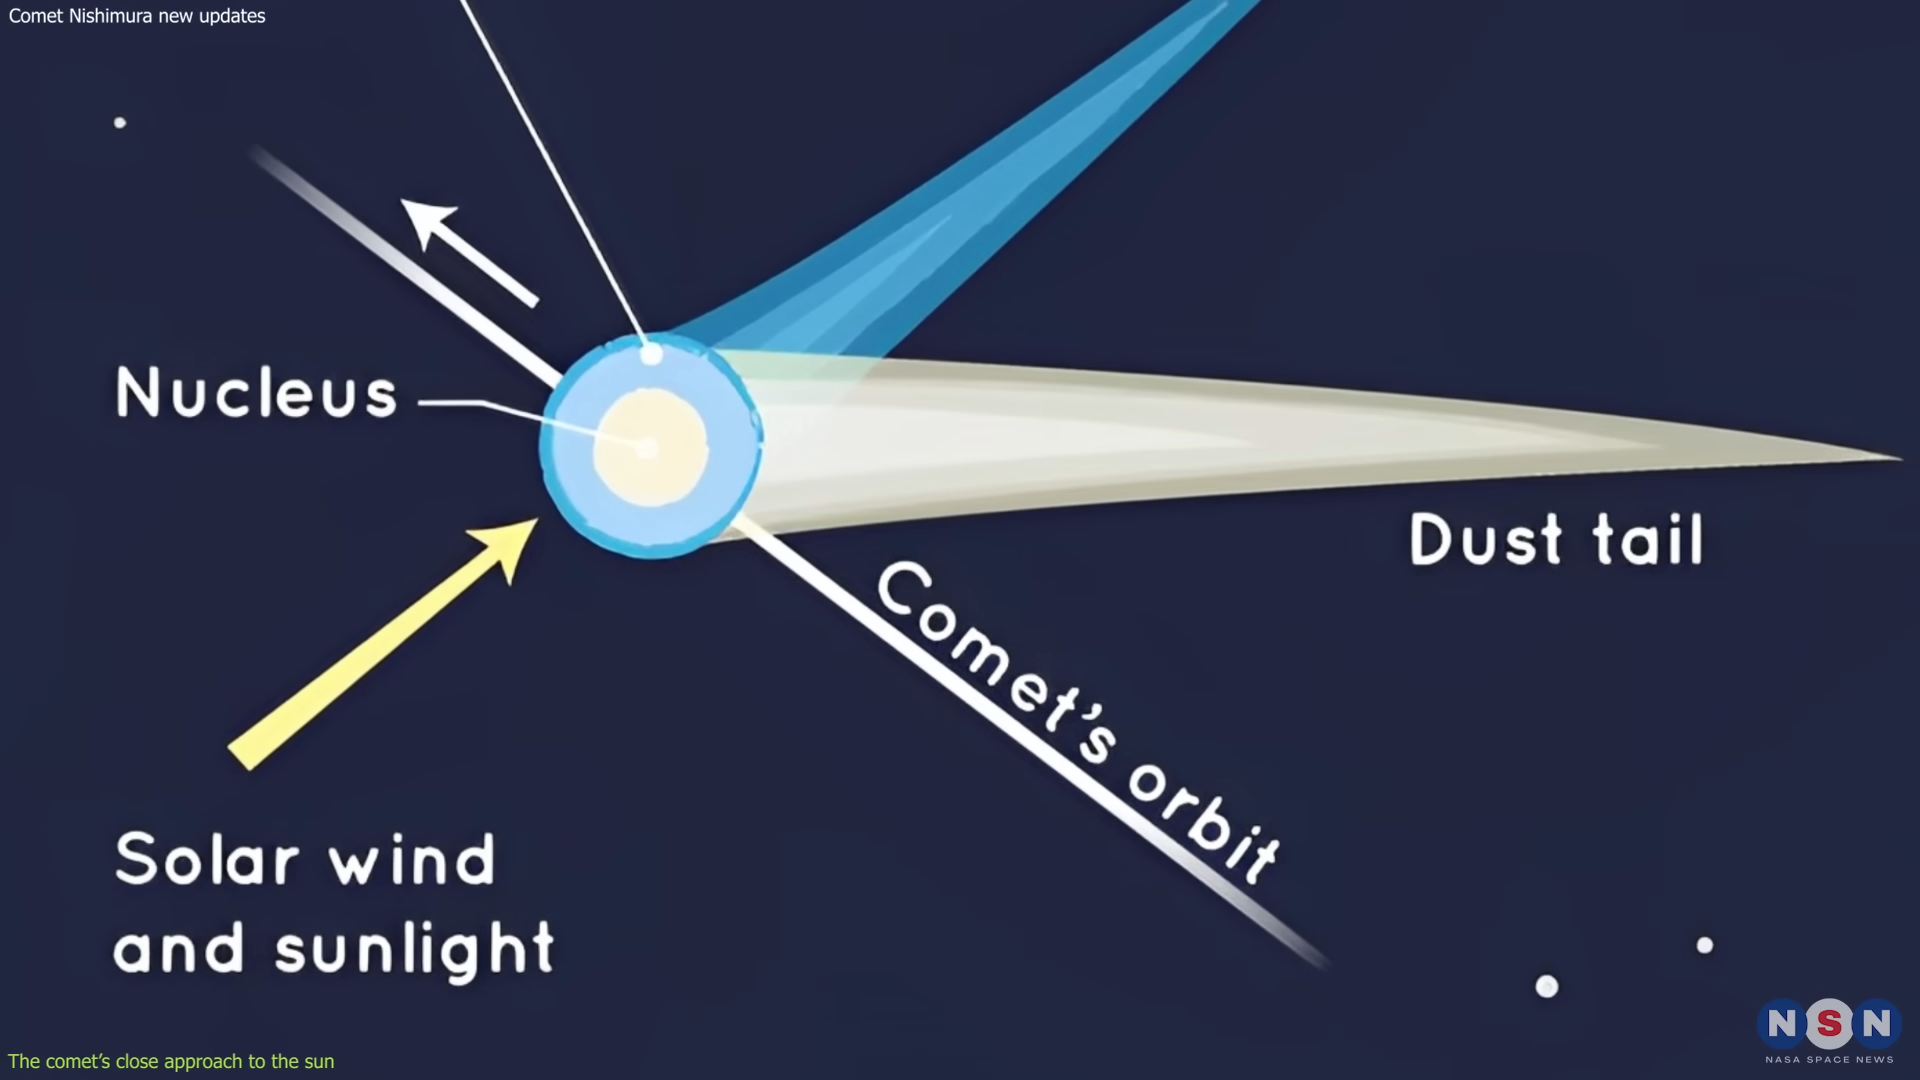 Comet Nishimura new updates
Nucleus
Dust tail
Comet's orbit
Solar wind
and sunlight
The comet’s close approach to the sun
NSN
NASA SPACE NEWS